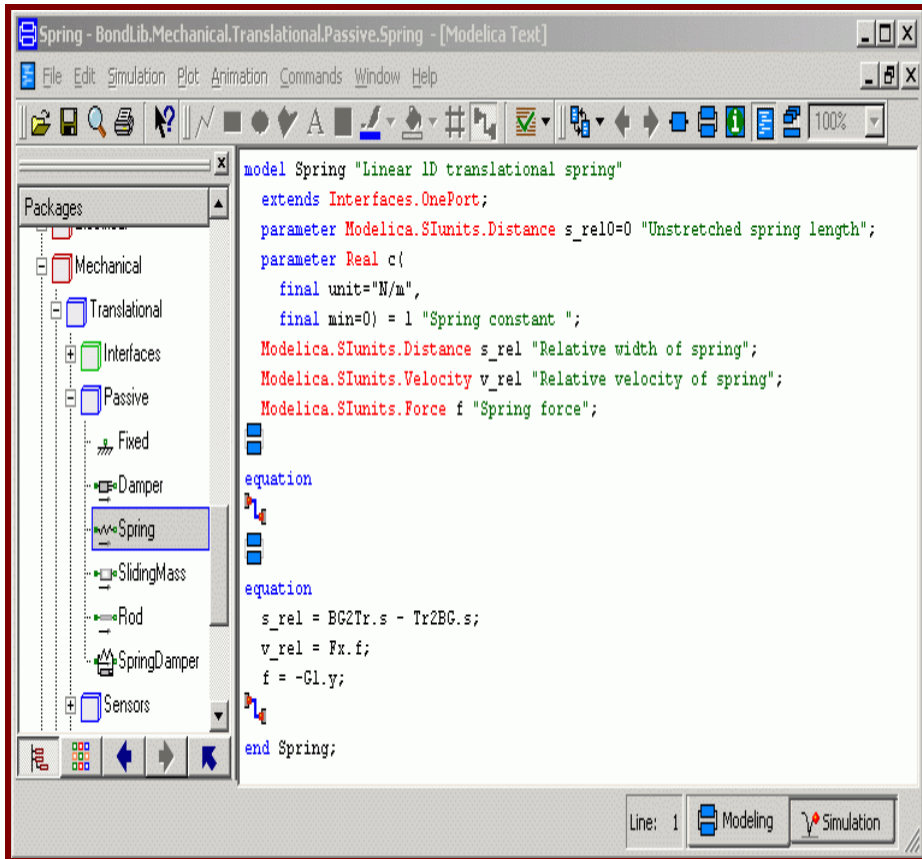 Spring - BondLib.Mechanical.Translational.Passive.Spring - [Modelica Text]
File Edit Simulation Plot Animation Commands Window Help
100%
Packages
Mechanical
Translational
Interfaces
Passive
Fixed
Damper
Spring
SlidingMass
Rod
SpringDamper
Sensors
model Spring "Linear 1D translational spring"
extends Interfaces.OnePort;
parameter Modelica.SIunits.Distance s_rel0=0 "Unstretched spring length";
parameter Real c(
final unit="N/m",
final min=0) = 1 "Spring constant ";
Modelica.SIunits.Distance s_rel "Relative width of spring";
Modelica.SIunits.Velocity v_rel "Relative velocity of spring";
Modelica.SIunits.Force f "Spring force";
equation
equation
s_rel = BG2Tr.s - Tr2BG.s;
v_rel = Fx.f;
f = -G1.y;
end Spring;
Line: 1 Modeling Simulation